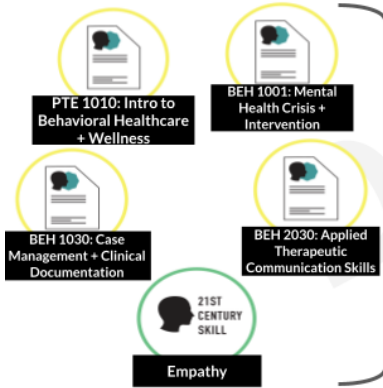 PTE 1010: Intro to
Behavioral Healthcare
+ Wellness
BEH 1001: Mental
Health Crisis +
Intervention
BEH 1030: Case
Management + Clinical
Documentation
BEH 2030: Applied
Therapeutic
Communication Skills
21ST
CENTURY
SKILL
Empathy